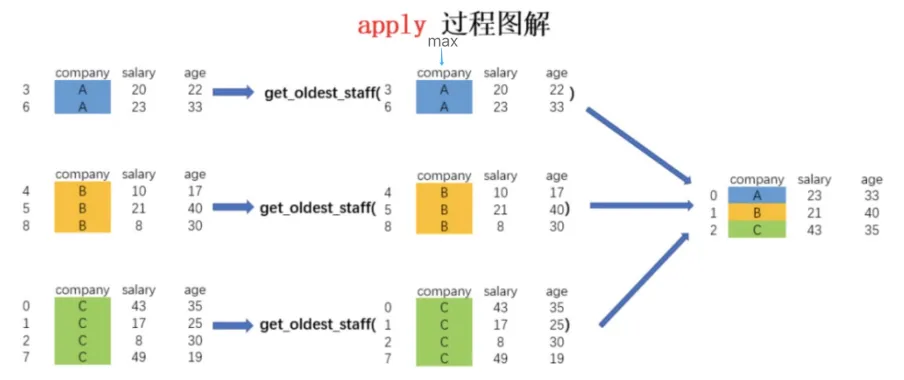 apply 过程图解
max
company salary age company salary age
3 A 20 22 get_oldest_staff( 3 A 20 22 )
6 A 23 33 6 A 23 33
company salary age company salary age
4 B 10 17 4 B 10 17
5 B 21 40 get_oldest_staff( 5 B 21 40 )
8 B 8 30 8 B 8 30
company salary age company salary age
0 C 43 35 0 C 43 35
1 C 17 25 get_oldest_staff( 1 C 17 25 )
2 C 8 30 2 C 8 30
7 C 49 19 7 C 49 19
company salary age
0 A 23 33
1 B 21 40
2 C 43 35